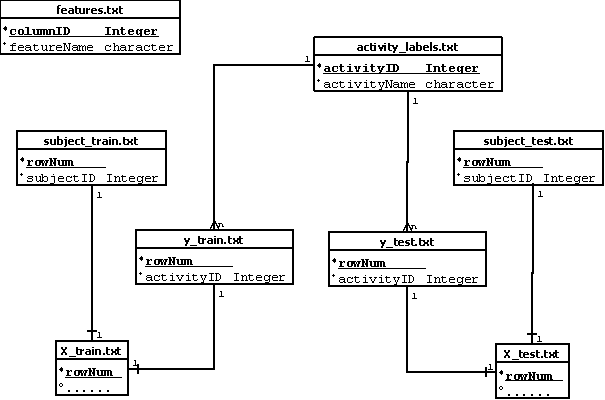 features.txt
*columnID Integer
*featureName character
activity_labels.txt
*activityID Integer
*activityName character
1
1
1
subject_train.txt
*rowNum
*subjectID Integer
1
subject_test.txt
*rowNum
*subjectID Integer
1
n
n
y_train.txt
*rowNum
*activityID Integer
1
y_test.txt
*rowNum
*activityID Integer
1
1
1
X_train.txt
*rowNum
°......
1
1
X_test.txt
*rowNum
°......